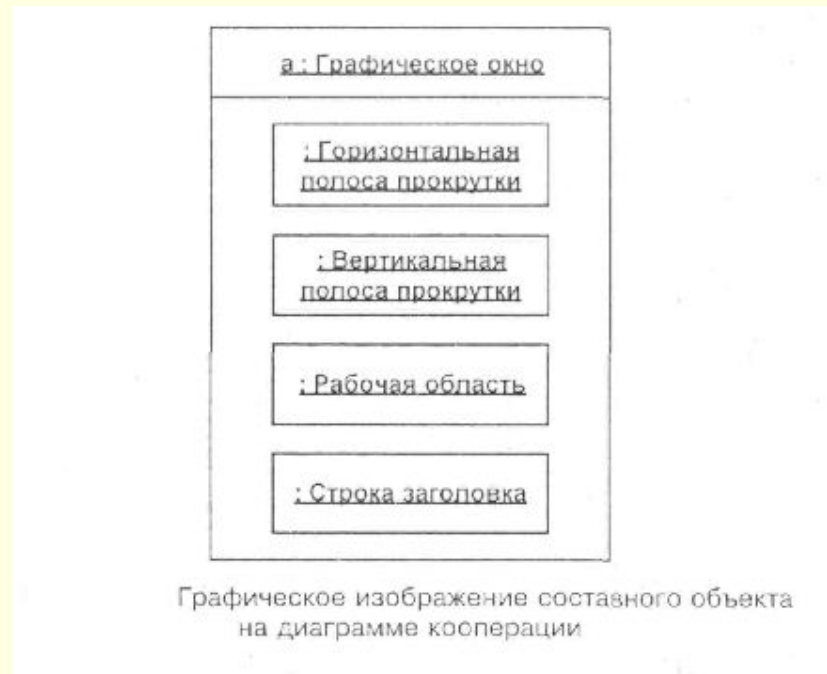 а : Графическое окно
: Горизонтальная
полоса прокрутки
: Вертикальная
полоса прокрутки
: Рабочая область
: Строка заголовка
Графическое изображение составного объекта
на диаграмме кооперации